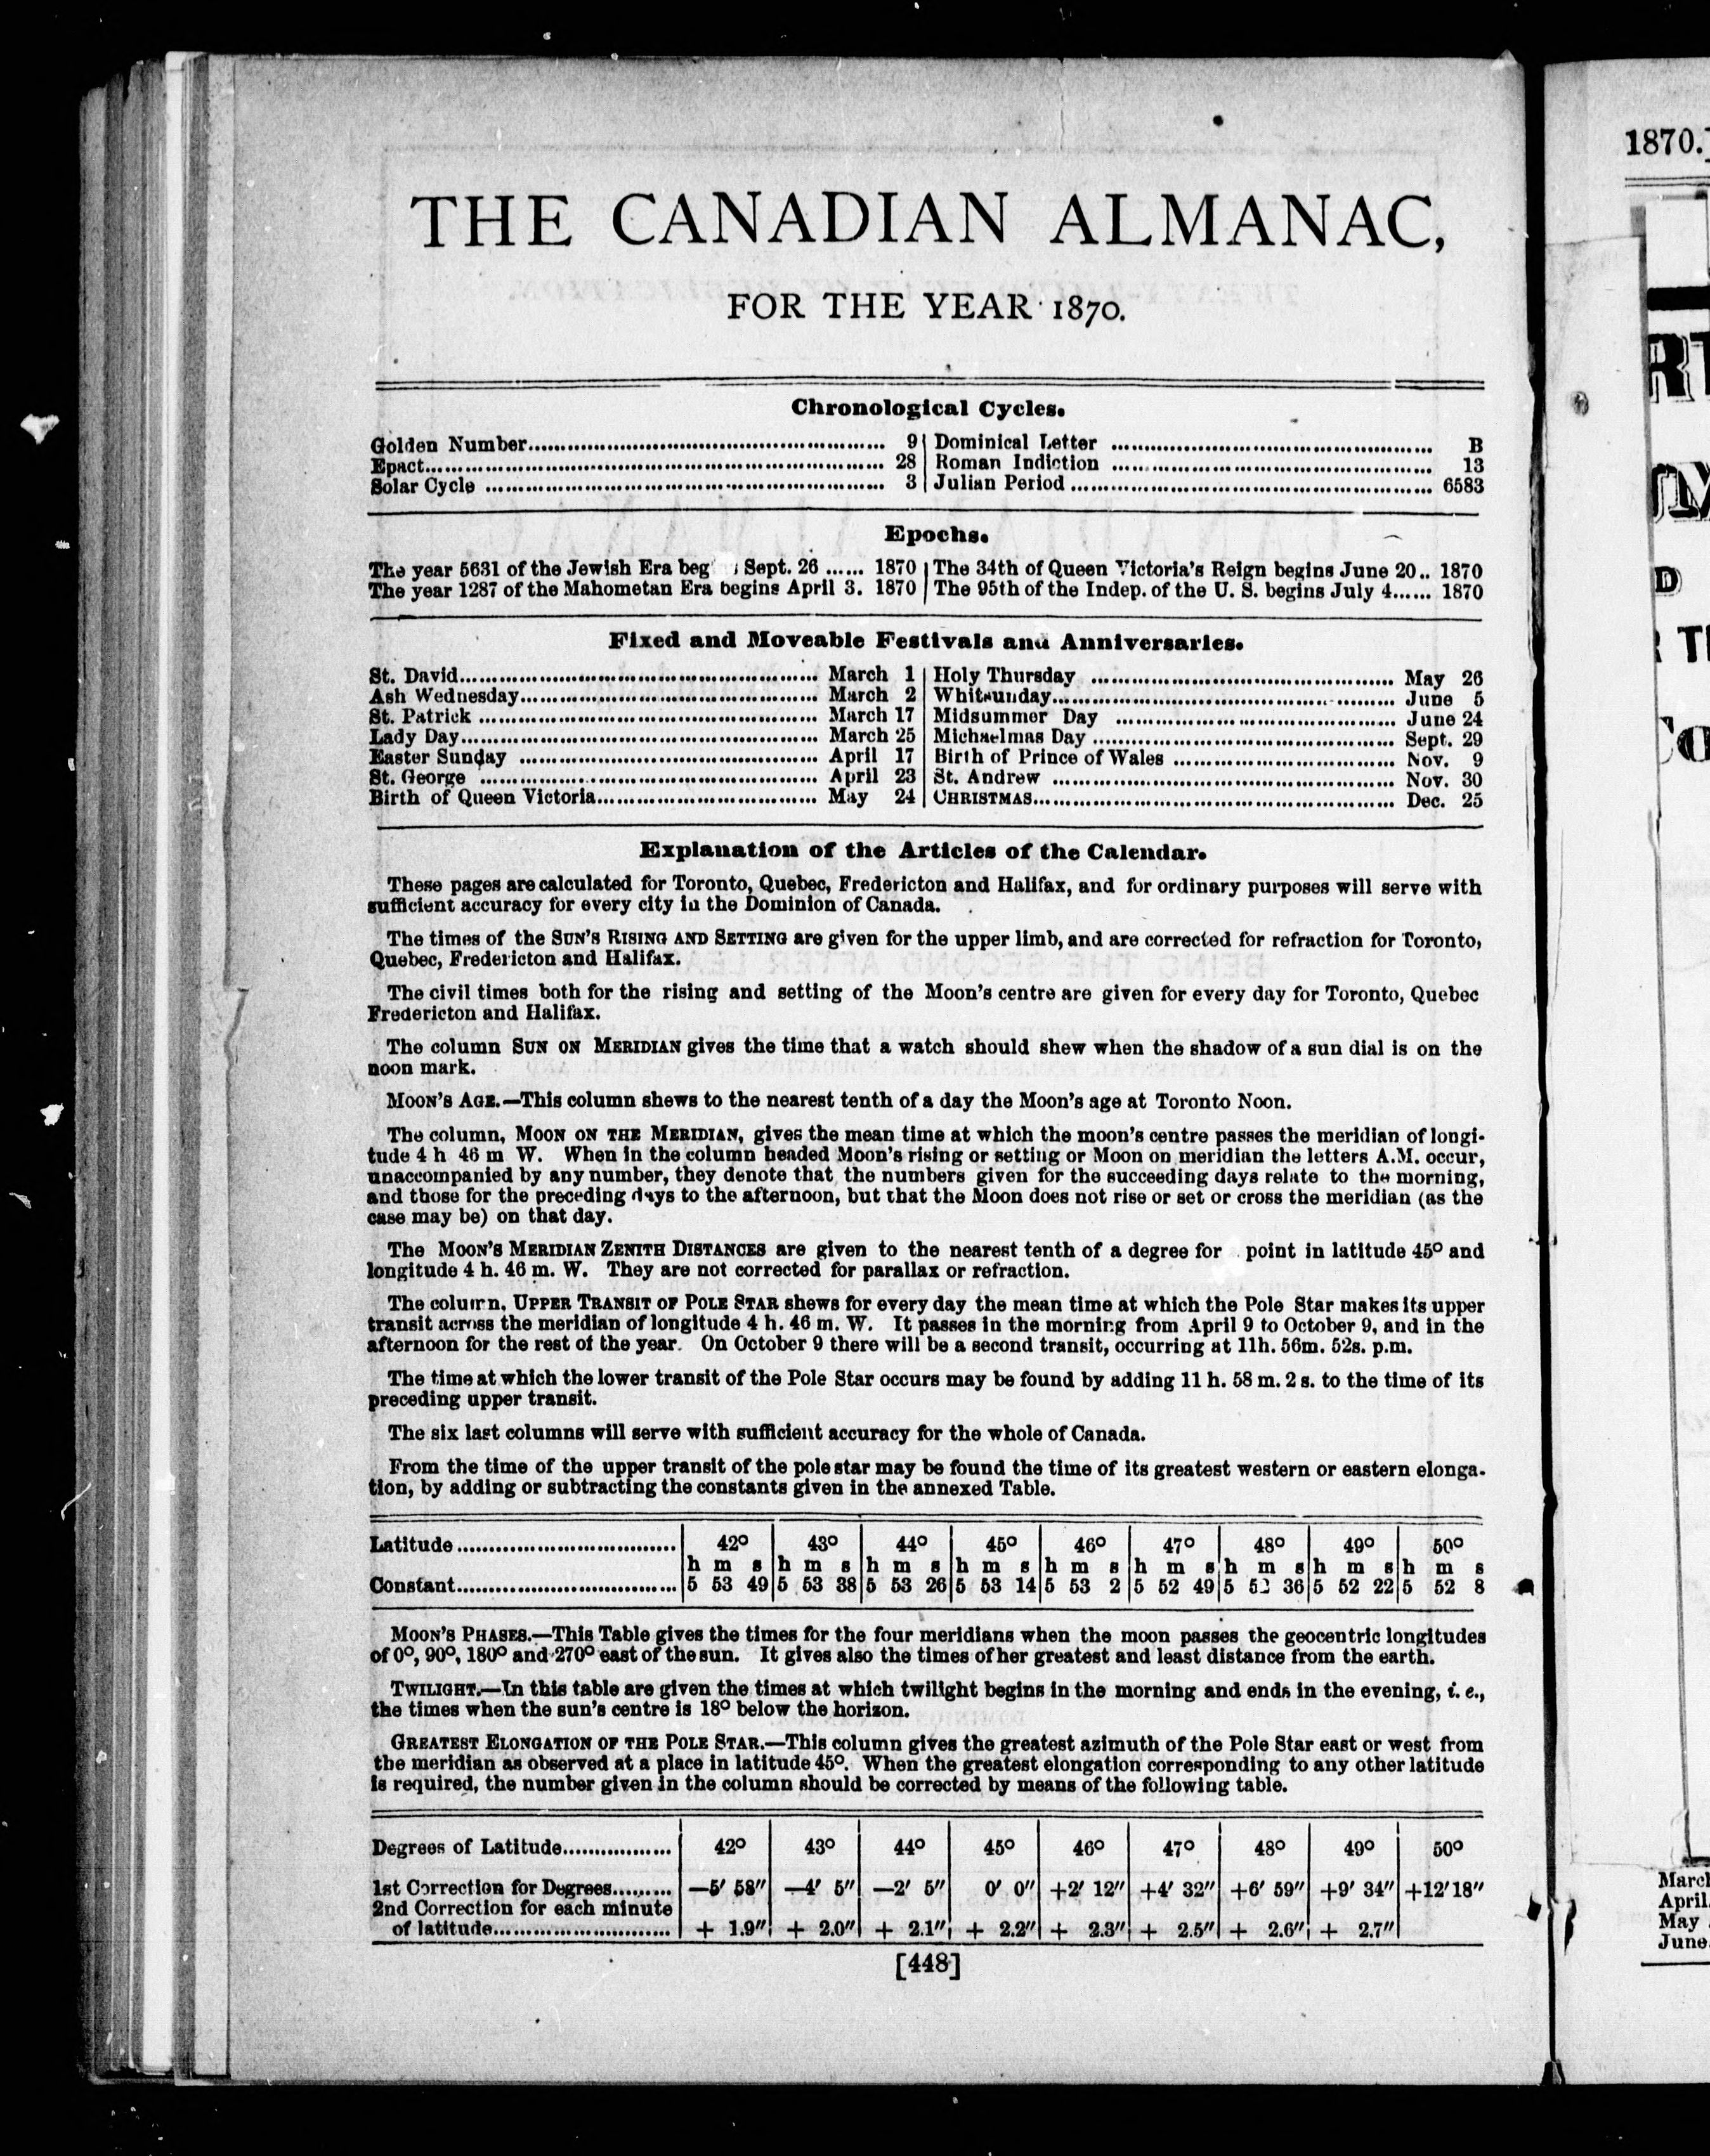 THE CANADIAN ALMANAC,
FOR THE YEAR 1870.
Chronological Cycles.
Golden Number........ 9
Epact........ 28
Solar Cycle ........ 3
Dominical Letter ........ B
Roman Indiction ........ 13
Julian Period ........ 6583
Epochs.
The year 5631 of the Jewish Era beg Sept. 26 ...... 1870
The year 1287 of the Mahometan Era begins April 3. 1870
The 34th of Queen Victoria's Reign begins June 20.. 1870
The 95th of the Indep. of the U. S. begins July 4...... 1870
Fixed and Moveable Festivals and Anniversaries.
St. David........ March 1
Ash Wednesday........ March 2
St. Patrick ........ March 17
Lady Day........ March 25
Easter Sunday ........ April 17
St. George ........ April 23
Birth of Queen Victoria........ May 24
Holy Thursday ........ May 26
Whitsunday........ June 5
Midsummer Day ........ June 24
Michaelmas Day ........ Sept. 29
Birth of Prince of Wales ........ Nov. 9
St. Andrew ........ Nov. 30
CHRISTMAS........ Dec. 25
Explanation of the Articles of the Calendar.
These pages are calculated for Toronto, Quebec, Fredericton and Halifax, and for ordinary purposes will serve with
sufficient accuracy for every city in the Dominion of Canada.
The times of the SUN'S RISING AND SETTING are given for the upper limb, and are corrected for refraction for Toronto,
Quebec, Fredericton and Halifax.
The civil times both for the rising and setting of the Moon's centre are given for every day for Toronto, Quebec
Fredericton and Halifax.
The column SUN ON MERIDIAN gives the time that a watch should shew when the shadow of a sun dial is on the
noon mark.
MOON'S AGE.—This column shews to the nearest tenth of a day the Moon's age at Toronto Noon.
The column, MOON ON THE MERIDIAN, gives the mean time at which the moon's centre passes the meridian of longi-
tude 4 h 46 m W. When in the column headed Moon's rising or setting or Moon on meridian the letters A.M. occur,
unaccompanied by any number, they denote that the numbers given for the succeeding days relate to the morning,
and those for the preceding days to the afternoon, but that the Moon does not rise or set or cross the meridian (as the
case may be) on that day.
The MOON'S MERIDIAN ZENITH DISTANCES are given to the nearest tenth of a degree for point in latitude 45° and
longitude 4 h. 46 m. W. They are not corrected for parallax or refraction.
The column, UPPER TRANSIT OF POLE STAR shews for every day the mean time at which the Pole Star makes its upper
transit across the meridian of longitude 4 h. 46 m. W. It passes in the morning from April 9 to October 9, and in the
afternoon for the rest of the year. On October 9 there will be a second transit, occurring at 11h. 56m. 52s. p.m.
The time at which the lower transit of the Pole Star occurs may be found by adding 11 h. 58 m. 2 s. to the time of its
preceding upper transit.
The six last columns will serve with sufficient accuracy for the whole of Canada.
From the time of the upper transit of the pole star may be found the time of its greatest western or eastern elonga-
tion, by adding or subtracting the constants given in the annexed Table.
Latitude........ 42° 43° 44° 45° 46° 47° 48° 49° 50°
h m s h m s h m s h m s h m s h m s h m s h m s h m s
Constant........ 5 53 49 5 53 38 5 53 26 5 53 14 5 53 2 5 52 49 5 52 36 5 52 22 5 52 8
MOON'S PHASES.—This Table gives the times for the four meridians when the moon passes the geocentric longitudes
of 0°, 90°, 180° and 270° east of the sun. It gives also the times of her greatest and least distance from the earth.
TWILIGHT.—In this table are given the times at which twilight begins in the morning and ends in the evening, i. e.,
the times when the sun's centre is 18° below the horizon.
GREATEST ELONGATION OF THE POLE STAR.—This column gives the greatest azimuth of the Pole Star east or west from
the meridian as observed at a place in latitude 45°. When the greatest elongation corresponding to any other latitude
is required, the number given in the column should be corrected by means of the following table.
Degrees of Latitude........ 42° 43° 44° 45° 46° 47° 48° 49° 50°
1st Correction for Degrees........ —5' 58" —4' 5" —2' 5" 0' 0" +2' 12" +4' 32" +6' 59" +9' 34" +12' 18"
2nd Correction for each minute
of latitude........ + 1.9" + 2.0" + 2.1" + 2.2" + 2.3" + 2.5" + 2.6" + 2.7"
[448]
1870.]
March
April.
May
June